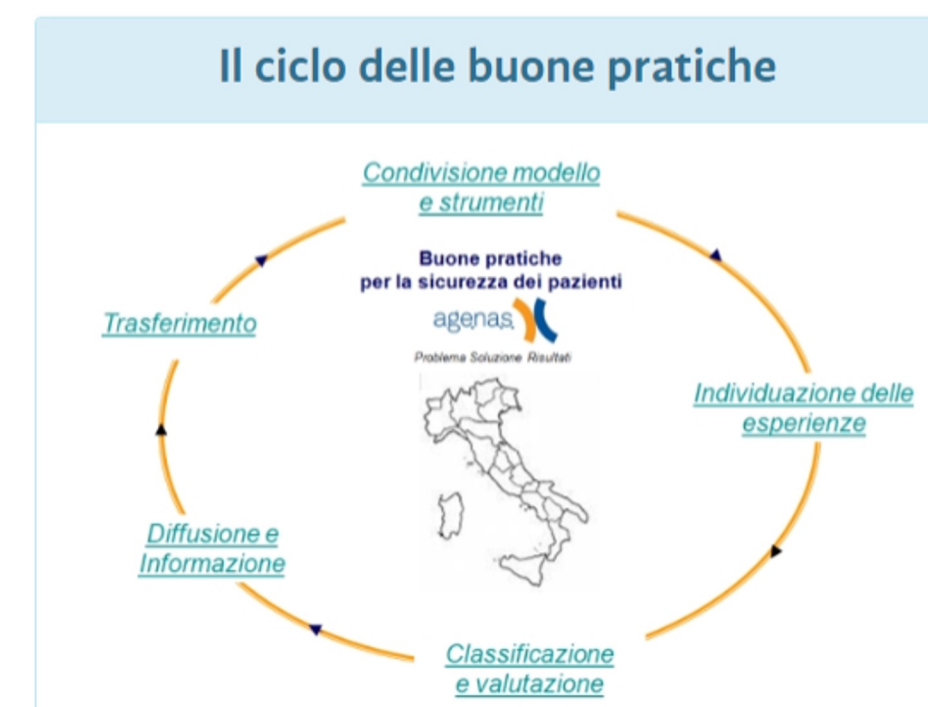 Il ciclo delle buone pratiche
Condivisione modello
e strumenti
Buone pratiche
per la sicurezza dei pazienti
agenas
Problema Soluzione Risultati
Trasferimento
Individuazione delle
esperienze
Diffusione e
Informazione
Classificazione
e valutazione